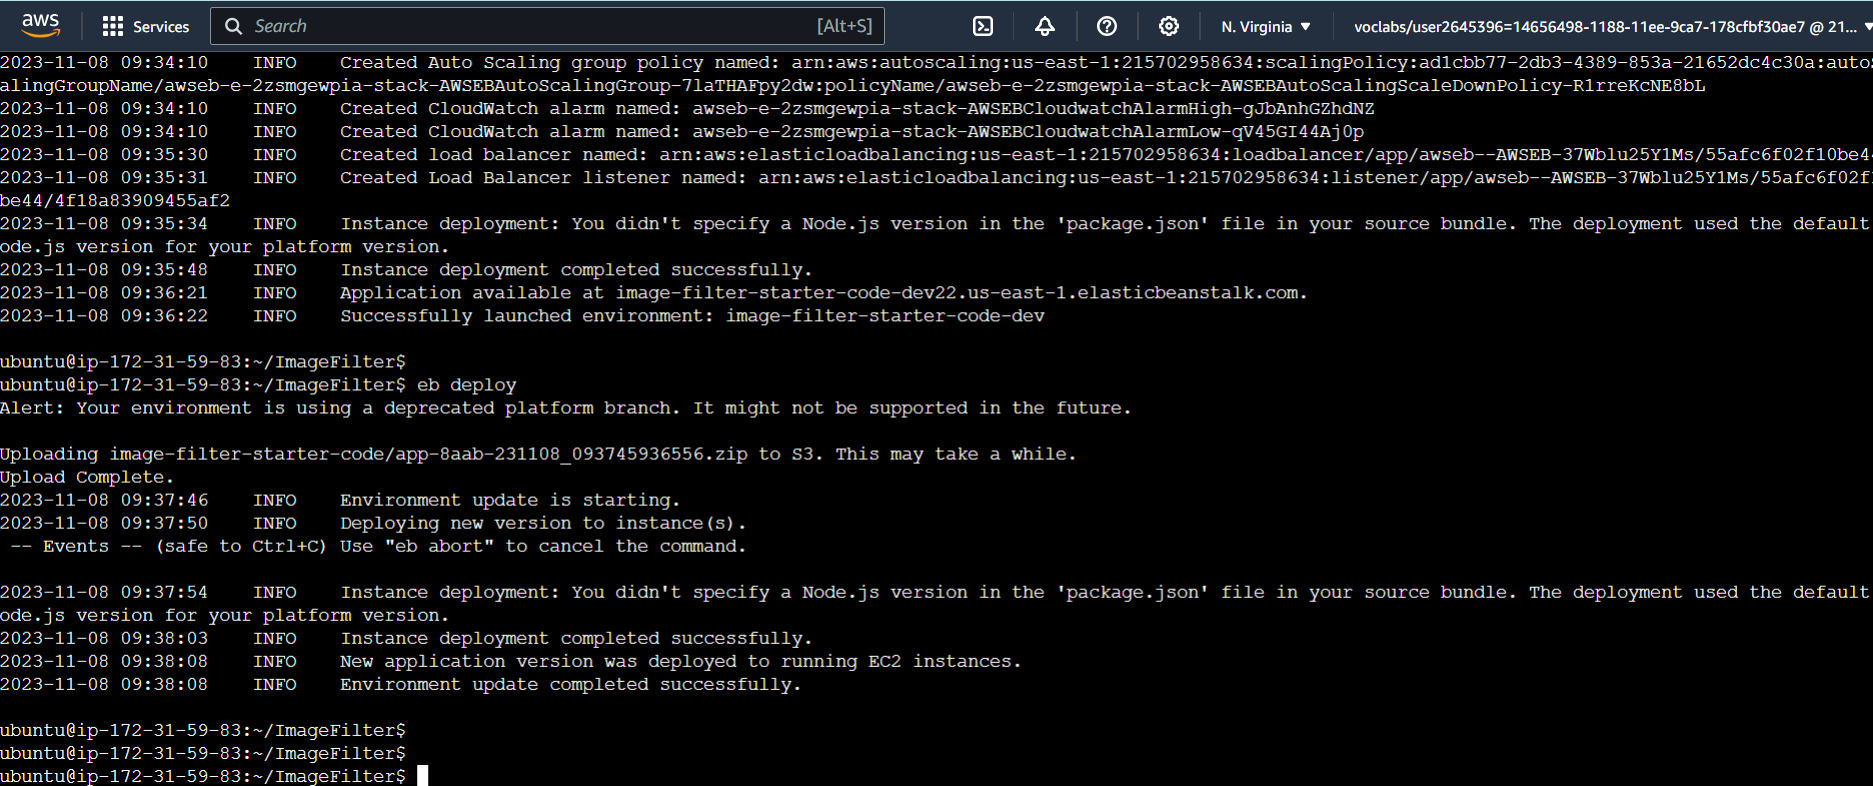 aws Services Search [Alt+S] N. Virginia voclabs/user2645396=14656498-1188-11ee-9ca7-178cfbf30ae7 @ 21...
2023-11-08 09:34:10 INFO Created Auto Scaling group policy named: arn:aws:autoscaling:us-east-1:215702958634:scalingPolicy:ad1cbb77-2db3-4389-853a-21652dc4c30a:autoS
alingGroupName/awseb-e-2zsmgewpia-stack-AWSEBAutoScalingGroup-7laTHAFpy2dw:policyName/awseb-e-2zsmgewpia-stack-AWSEBAutoScalingScaleDownPolicy-R1rreKcNE8bL
2023-11-08 09:34:10 INFO Created CloudWatch alarm named: awseb-e-2zsmgewpia-stack-AWSEBCloudwatchAlarmHigh-gJbAnhGZhdNZ
2023-11-08 09:34:10 INFO Created CloudWatch alarm named: awseb-e-2zsmgewpia-stack-AWSEBCloudwatchAlarmLow-qV45GI44Aj0p
2023-11-08 09:35:30 INFO Created load balancer named: arn:aws:elasticloadbalancing:us-east-1:215702958634:loadbalancer/app/awseb--AWSEB-37Wblu25Y1Ms/55afc6f02f10be4
2023-11-08 09:35:31 INFO Created Load Balancer listener named: arn:aws:elasticloadbalancing:us-east-1:215702958634:listener/app/awseb--AWSEB-37Wblu25Y1Ms/55afc6f02f
be44/4f18a83909455af2
2023-11-08 09:35:34 INFO Instance deployment: You didn't specify a Node.js version in the 'package.json' file in your source bundle. The deployment used the default
ode.js version for your platform version.
2023-11-08 09:35:48 INFO Instance deployment completed successfully.
2023-11-08 09:36:21 INFO Application available at image-filter-starter-code-dev22.us-east-1.elasticbeanstalk.com.
2023-11-08 09:36:22 INFO Successfully launched environment: image-filter-starter-code-dev
ubuntu@ip-172-31-59-83:~/ImageFilter$
ubuntu@ip-172-31-59-83:~/ImageFilter$ eb deploy
Alert: Your environment is using a deprecated platform branch. It might not be supported in the future.
Uploading image-filter-starter-code/app-8aab-231108_093745936556.zip to S3. This may take a while.
Upload Complete.
2023-11-08 09:37:46 INFO Environment update is starting.
2023-11-08 09:37:50 INFO Deploying new version to instance(s).
-- Events -- (safe to Ctrl+C) Use "eb abort" to cancel the command.
2023-11-08 09:37:54 INFO Instance deployment: You didn't specify a Node.js version in the 'package.json' file in your source bundle. The deployment used the default
ode.js version for your platform version.
2023-11-08 09:38:03 INFO Instance deployment completed successfully.
2023-11-08 09:38:08 INFO New application version was deployed to running EC2 instances.
2023-11-08 09:38:08 INFO Environment update completed successfully.
ubuntu@ip-172-31-59-83:~/ImageFilter$
ubuntu@ip-172-31-59-83:~/ImageFilter$
ubuntu@ip-172-31-59-83:~/ImageFilter$